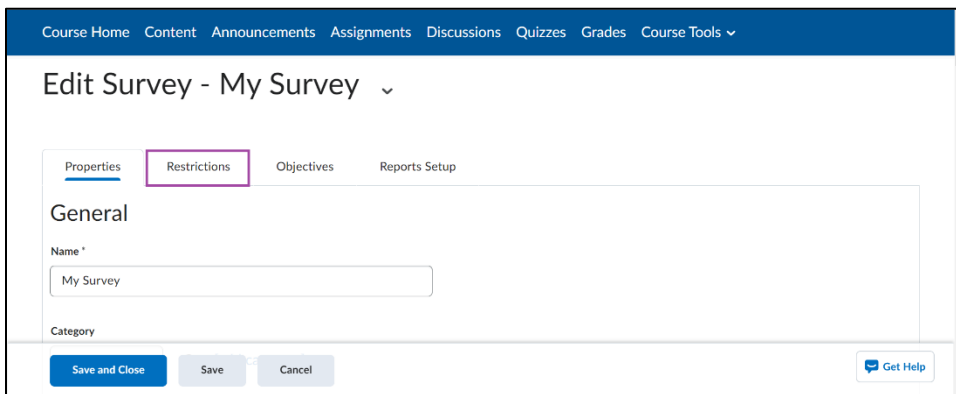 Course Home Content Announcements Assignments Discussions Quizzes Grades Course Tools
Edit Survey - My Survey
Properties Restrictions Objectives Reports Setup
General
Name *
My Survey
Category
Save and Close Save Cancel Get Help